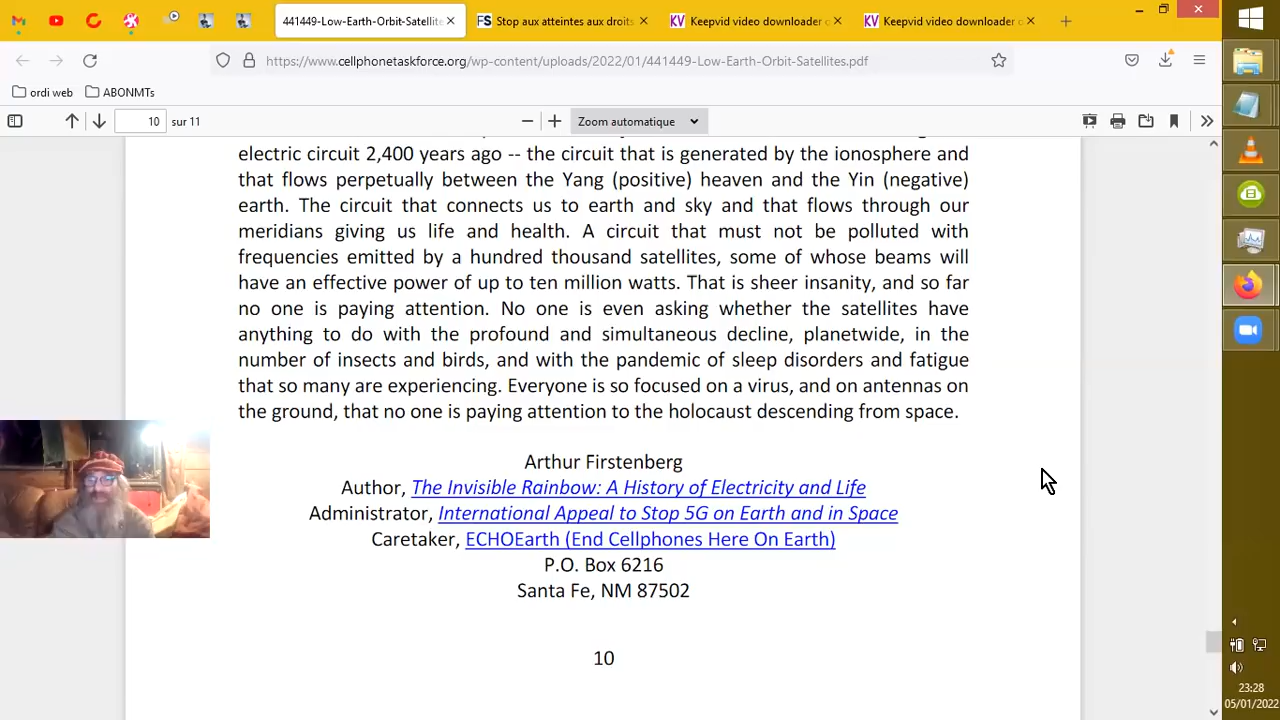 441449-Low-Earth-Orbit-Satellite
Stop aux atteintes aux droits
Keepvid video downloader
Keepvid video downloader
https://www.cellphonetaskforce.org/wp-content/uploads/2022/01/441449-Low-Earth-Orbit-Satellites.pdf
ordi web
ABONMTs
10 sur 11
Zoom automatique
electric circuit 2,400 years ago -- the circuit that is generated by the ionosphere and
that flows perpetually between the Yang (positive) heaven and the Yin (negative)
earth. The circuit that connects us to earth and sky and that flows through our
meridians giving us life and health. A circuit that must not be polluted with
frequencies emitted by a hundred thousand satellites, some of whose beams will
have an effective power of up to ten million watts. That is sheer insanity, and so far
no one is paying attention. No one is even asking whether the satellites have
anything to do with the profound and simultaneous decline, planetwide, in the
number of insects and birds, and with the pandemic of sleep disorders and fatigue
that so many are experiencing. Everyone is so focused on a virus, and on antennas on
the ground, that no one is paying attention to the holocaust descending from space.
Arthur Firstenberg
Author, The Invisible Rainbow: A History of Electricity and Life
Administrator, International Appeal to Stop 5G on Earth and in Space
Caretaker, ECHOEarth (End Cellphones Here On Earth)
P.O. Box 6216
Santa Fe, NM 87502
10
23:28
05/01/2022